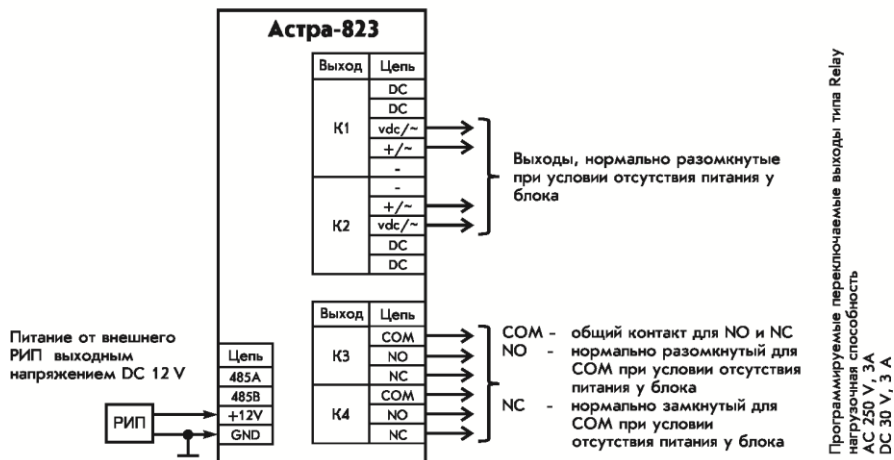 Астра-823
Выход Цепь
DC
DC
К1 vdc/~
+/~
-
-
+/~
К2 vdc/~
DC
DC
Выходы, нормально разомкнутые
при условии отсутствия питания у
блока
Выход Цепь
COM
К3 NO
NC
COM
К4 NO
NC
COM - общий контакт для NO и NC
NO - нормально разомкнутый для
COM при условии отсутствия
питания у блока
NC - нормально замкнутый для
COM при условии
отсутствия питания у блока
Питание от внешнего
РИП выходным
напряжением DC 12 V
Цепь
485A
485B
+12V
GND
РИП
Программируемые переключаемые выходы типа Relay
нагрузочная способность
AC 250 V, 3A
DC 30 V, 3 A